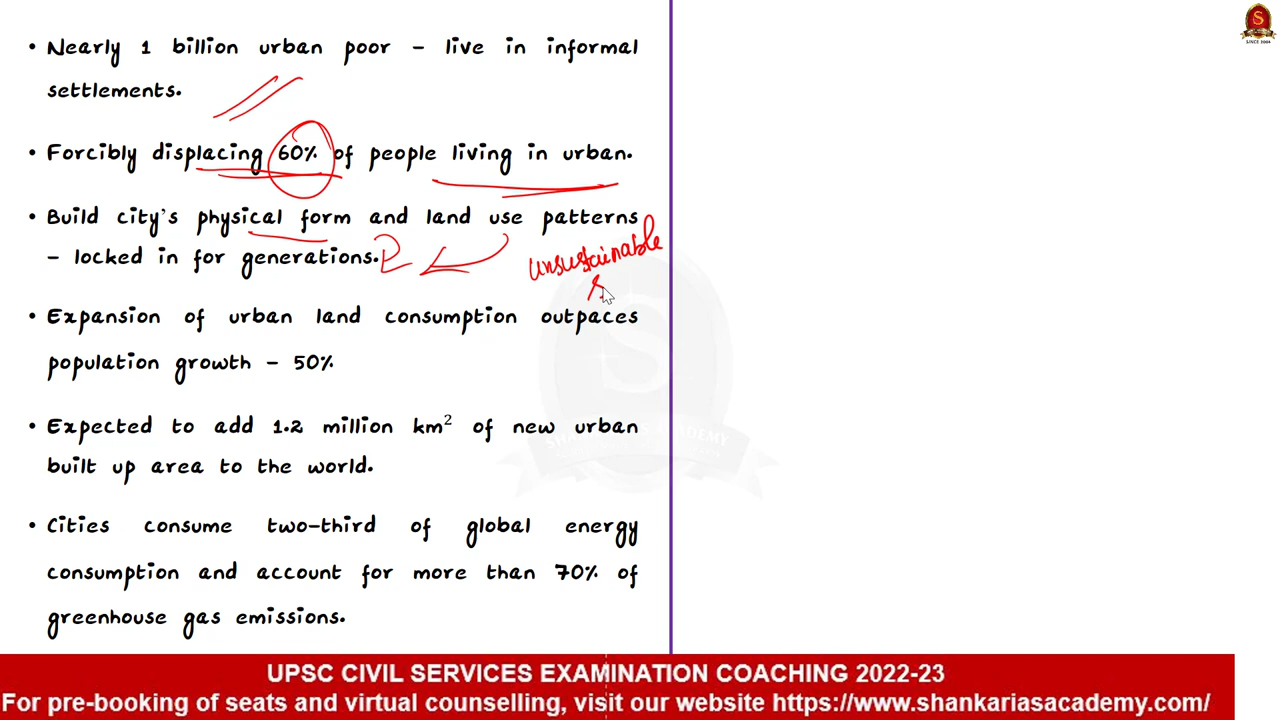 • Nearly 1 billion urban poor – live in informal
settlements.
• Forcibly displacing 60% of people living in urban.
• Build city's physical form and land use patterns
– locked in for generations.
unsustainable
• Expansion of urban land consumption outpaces
population growth – 50%
• Expected to add 1.2 million km² of new urban
built up area to the world.
• Cities consume two-third of global energy
consumption and account for more than 70% of
greenhouse gas emissions.
S
SINCE 2004
UPSC CIVIL SERVICES EXAMINATION COACHING 2022-23
For pre-booking of seats and virtual counselling, visit our website https://www.shankariasacademy.com/